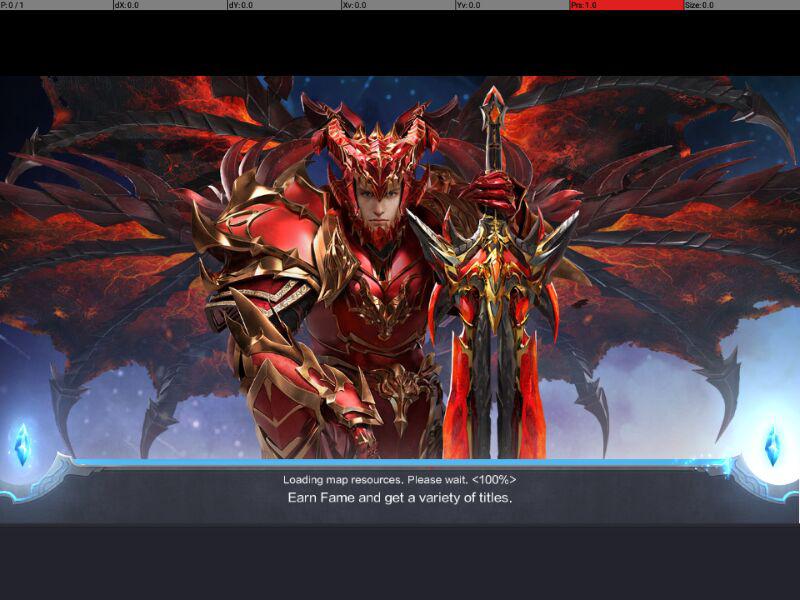 P: 0 / 1 dX: 0.0 dY: 0.0 Xv: 0.0 Yv: 0.0 Prs: 1.0 Size: 0.0
Loading map resources. Please wait. <100%>
Earn Fame and get a variety of titles.